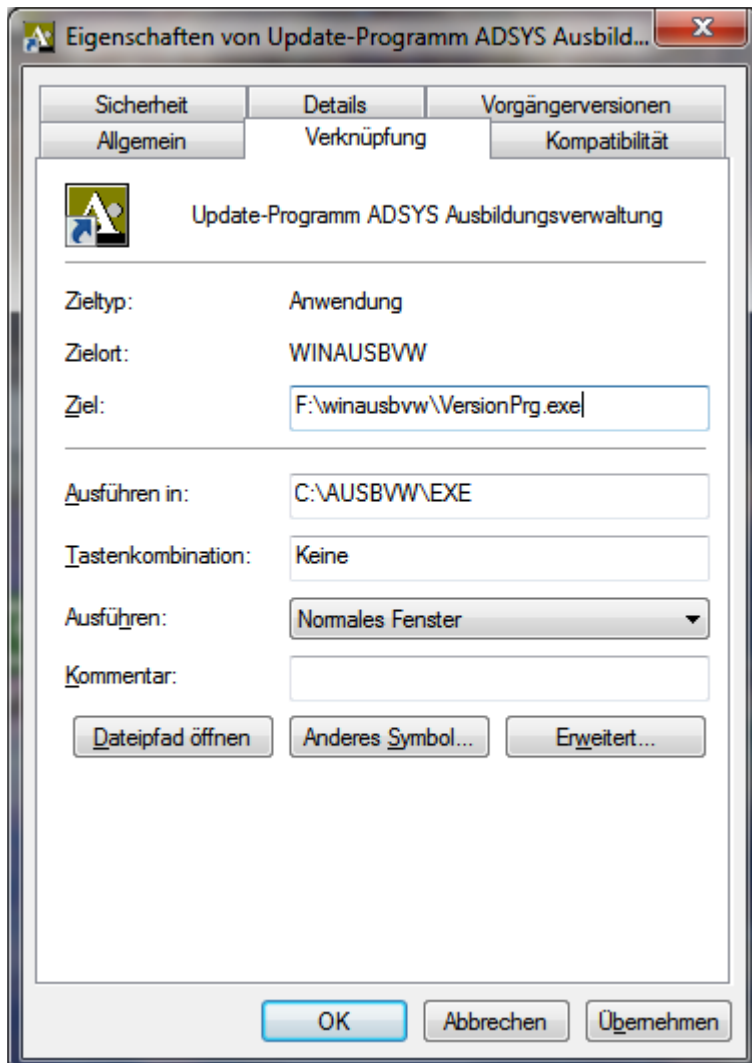 Eigenschaften von Update-Programm ADSYS Ausbild...
Sicherheit Details Vorgängerversionen
Allgemein Verknüpfung Kompatibilität
Update-Programm ADSYS Ausbildungsverwaltung
Zieltyp: Anwendung
Zielort: WINAUSBVW
Ziel: F:\winausbvw\VersionPrg.exe
Ausführen in: C:\AUSBVW\EXE
Tastenkombination: Keine
Ausführen: Normales Fenster
Kommentar:
Dateipfad öffnen Anderes Symbol... Erweitert...
OK Abbrechen Übernehmen